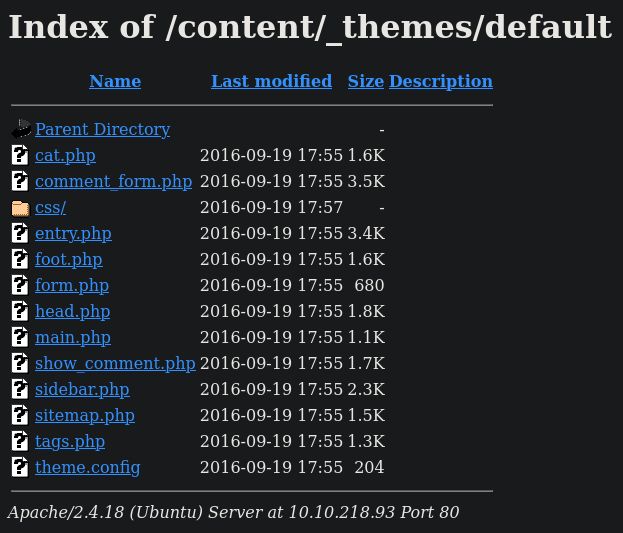 Index of /content/_themes/default
Name Last modified Size Description
Parent Directory -
cat.php 2016-09-19 17:55 1.6K
comment_form.php 2016-09-19 17:55 3.5K
css/ 2016-09-19 17:57 -
entry.php 2016-09-19 17:55 3.4K
foot.php 2016-09-19 17:55 1.6K
form.php 2016-09-19 17:55 680
head.php 2016-09-19 17:55 1.8K
main.php 2016-09-19 17:55 1.1K
show_comment.php 2016-09-19 17:55 1.7K
sidebar.php 2016-09-19 17:55 2.3K
sitemap.php 2016-09-19 17:55 1.5K
tags.php 2016-09-19 17:55 1.3K
theme.config 2016-09-19 17:55 204
Apache/2.4.18 (Ubuntu) Server at 10.10.218.93 Port 80